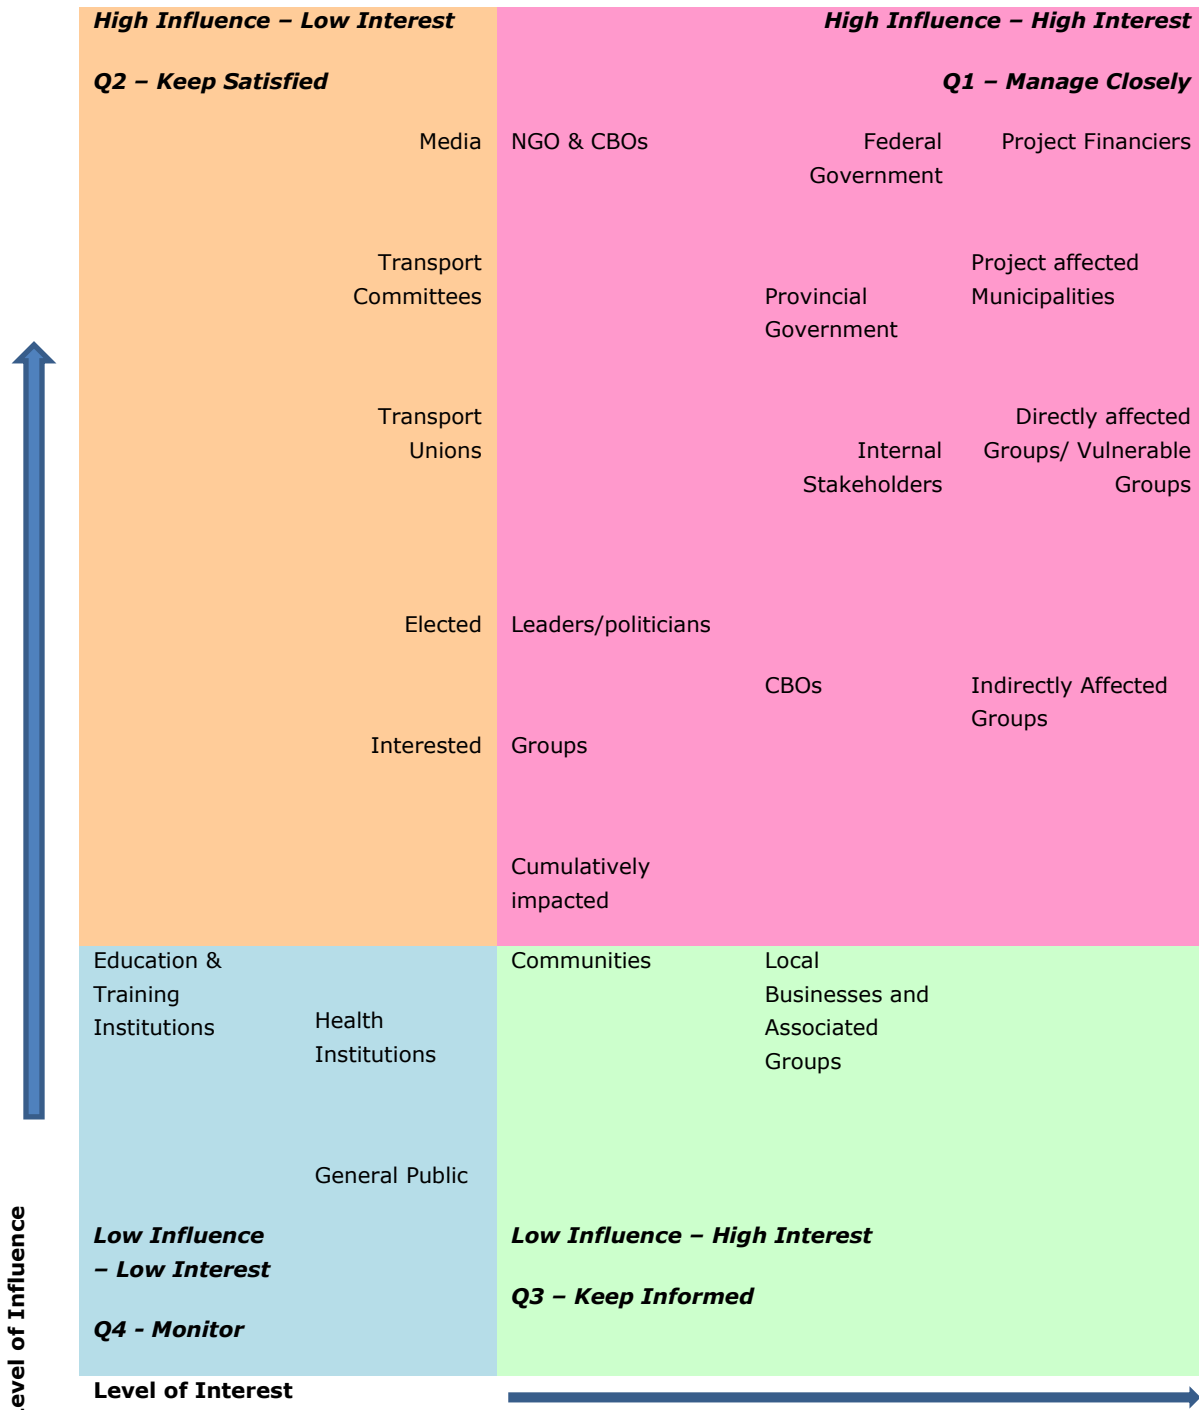 High Influence – Low Interest
Q2 – Keep Satisfied
High Influence – High Interest
Q1 – Manage Closely
Media
NGO & CBOs
Federal
Government
Project Financiers
Transport
Committees
Provincial
Government
Project affected
Municipalities
Transport
Unions
Internal
Stakeholders
Directly affected
Groups/ Vulnerable
Groups
Elected Leaders/politicians
CBOs
Indirectly Affected
Groups
Interested Groups
Cumulatively
impacted
Communities
Education &
Training
Institutions
Health
Institutions
Local
Businesses and
Associated
Groups
General Public
Low Influence
– Low Interest
Q4 - Monitor
Low Influence – High Interest
Q3 – Keep Informed
Level of Influence
Level of Interest